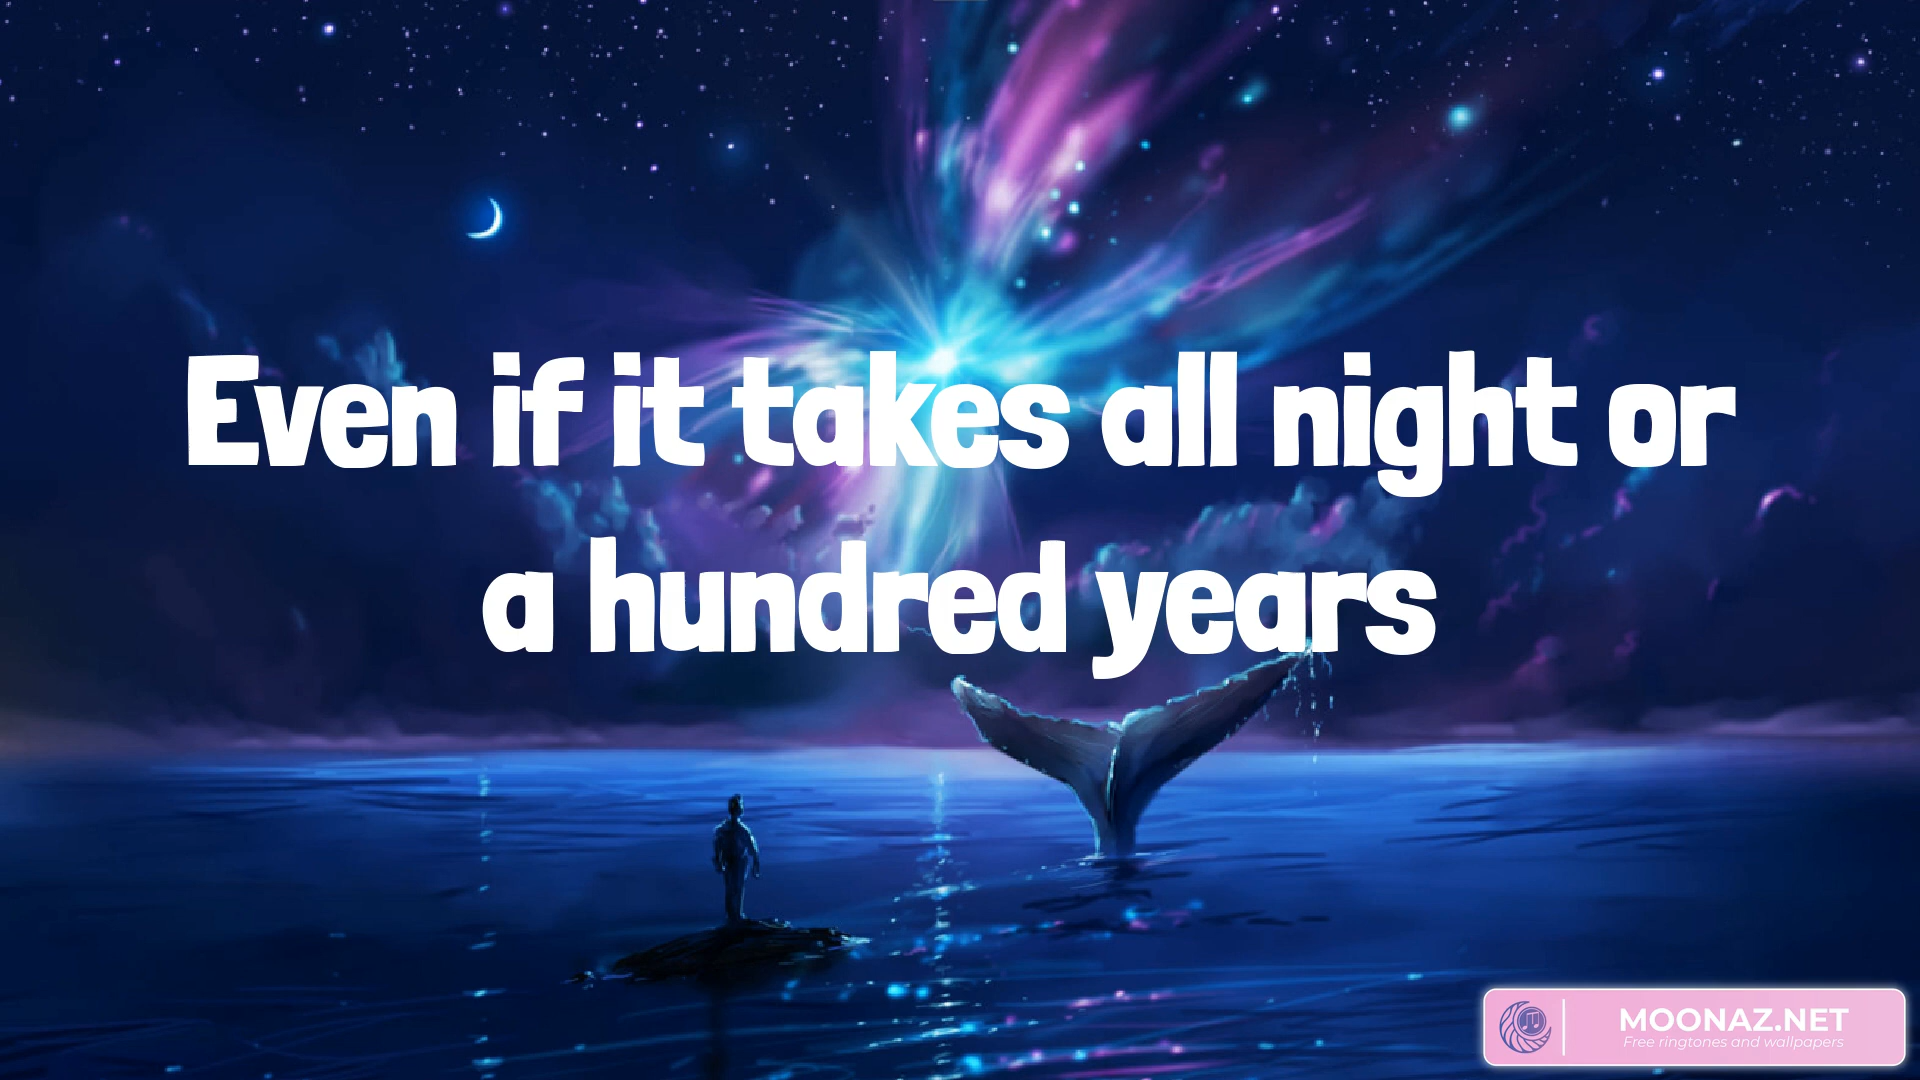 Even if it takes all night or
a hundred years
MOONAZ.NET
Free ringtones and wallpapers